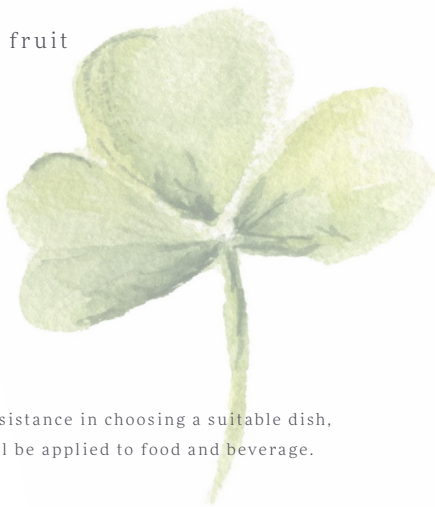 fruit
sistance in choosing a suitable dish,
l be applied to food and beverage.